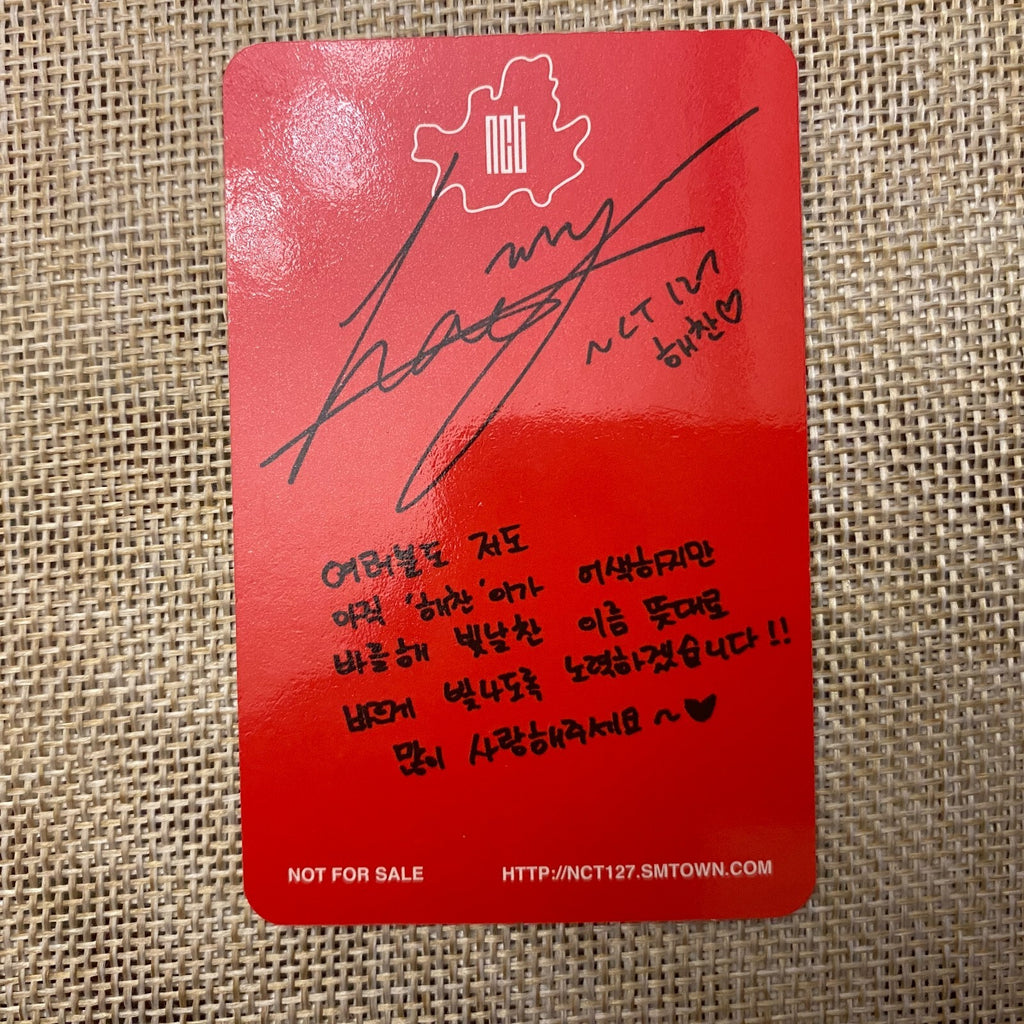 nct
NCT 127
해찬♡
여러분도 저도
아직 '해찬'이가 어색하지만
바를해 빛날찬 이름 뜻대로
빛나도록 노력하겠습니다!!
많이 사랑해주세요~♥
NOT FOR SALE
HTTP://NCT127.SMTOWN.COM